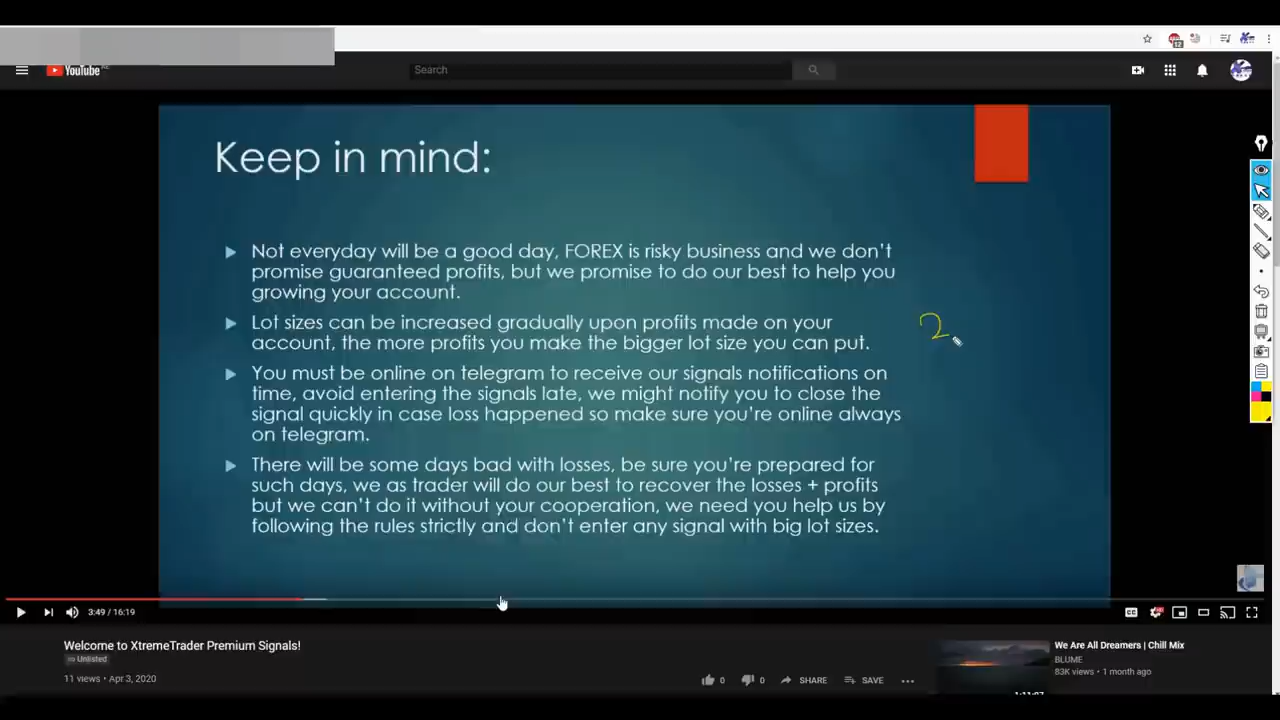 YouTube
Search
12
Keep in mind:
Not everyday will be a good day, FOREX is risky business and we don't
promise guaranteed profits, but we promise to do our best to help you
growing your account.
Lot sizes can be increased gradually upon profits made on your
account, the more profits you make the bigger lot size you can put.
2
You must be online on telegram to receive our signals notifications on
time, avoid entering the signals late, we might notify you to close the
signal quickly in case loss happened so make sure you're online always
on telegram.
There will be some days bad with losses, be sure you're prepared for
such days, we as trader will do our best to recover the losses + profits
but we can't do it without your cooperation, we need you help us by
following the rules strictly and don't enter any signal with big lot sizes.
3:49 / 16:19
Welcome to XtremeTrader Premium Signals!
Unlisted
11 views • Apr 3, 2020
0 0 SHARE SAVE
We Are All Dreamers | Chill Mix
BLUME
83K views • 1 month ago